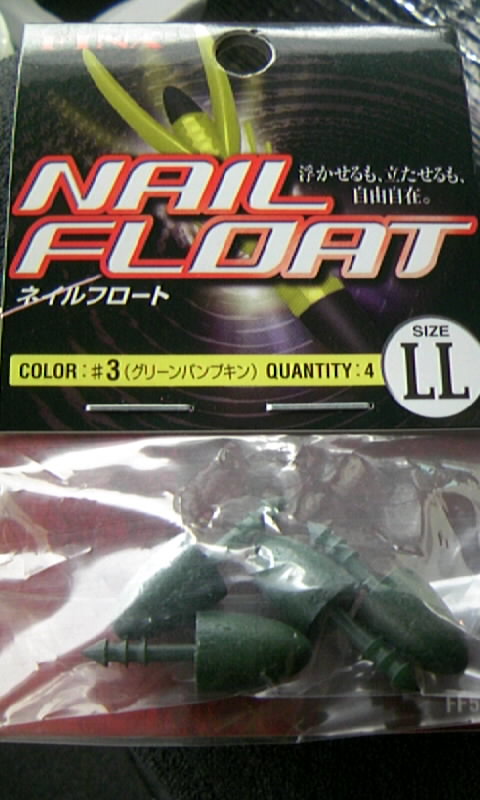 NAIL
浮かせるも、立たせるも、
自由自在。
FLOAT
ネイルフロート
COLOR:#3(グリーンパンプキン) QUANTITY:4
SIZE
LL